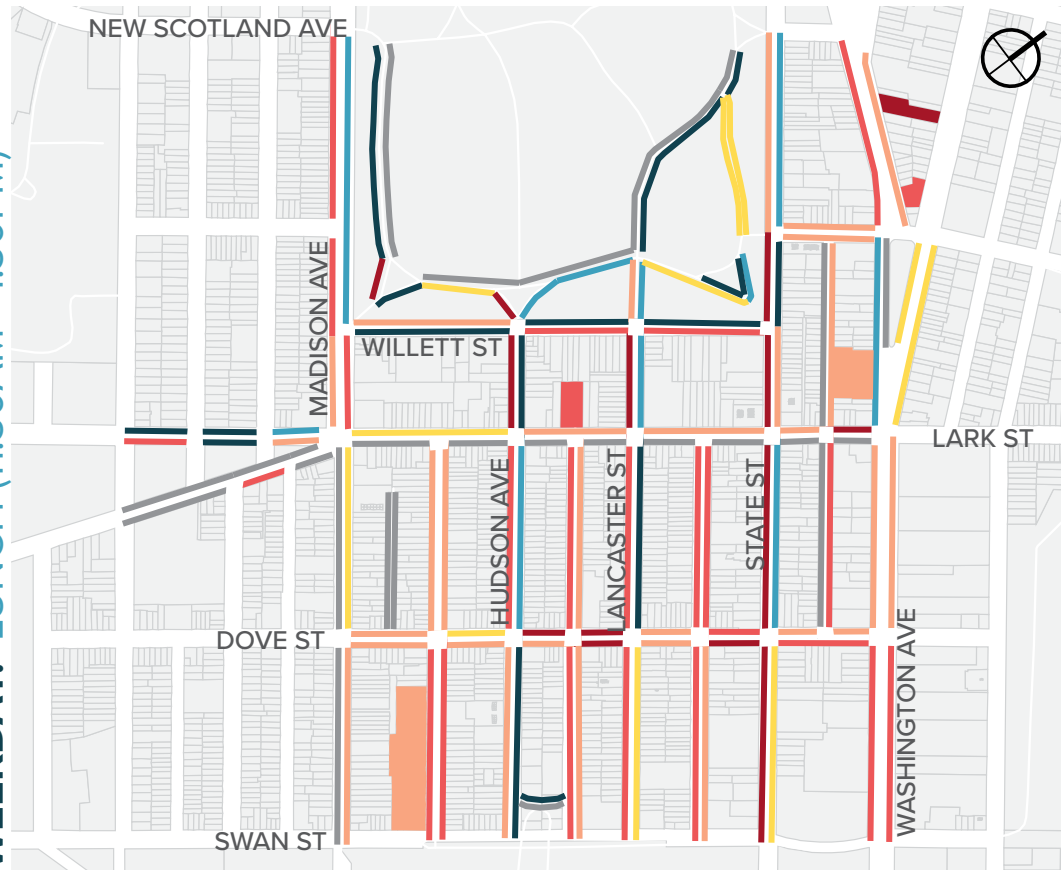 NEW SCOTLAND AVE
MADISON AVE
WILLETT ST
LARK ST
HUDSON AVE
LANCASTER ST
STATE ST
DOVE ST
WASHINGTON AVE
SWAN ST